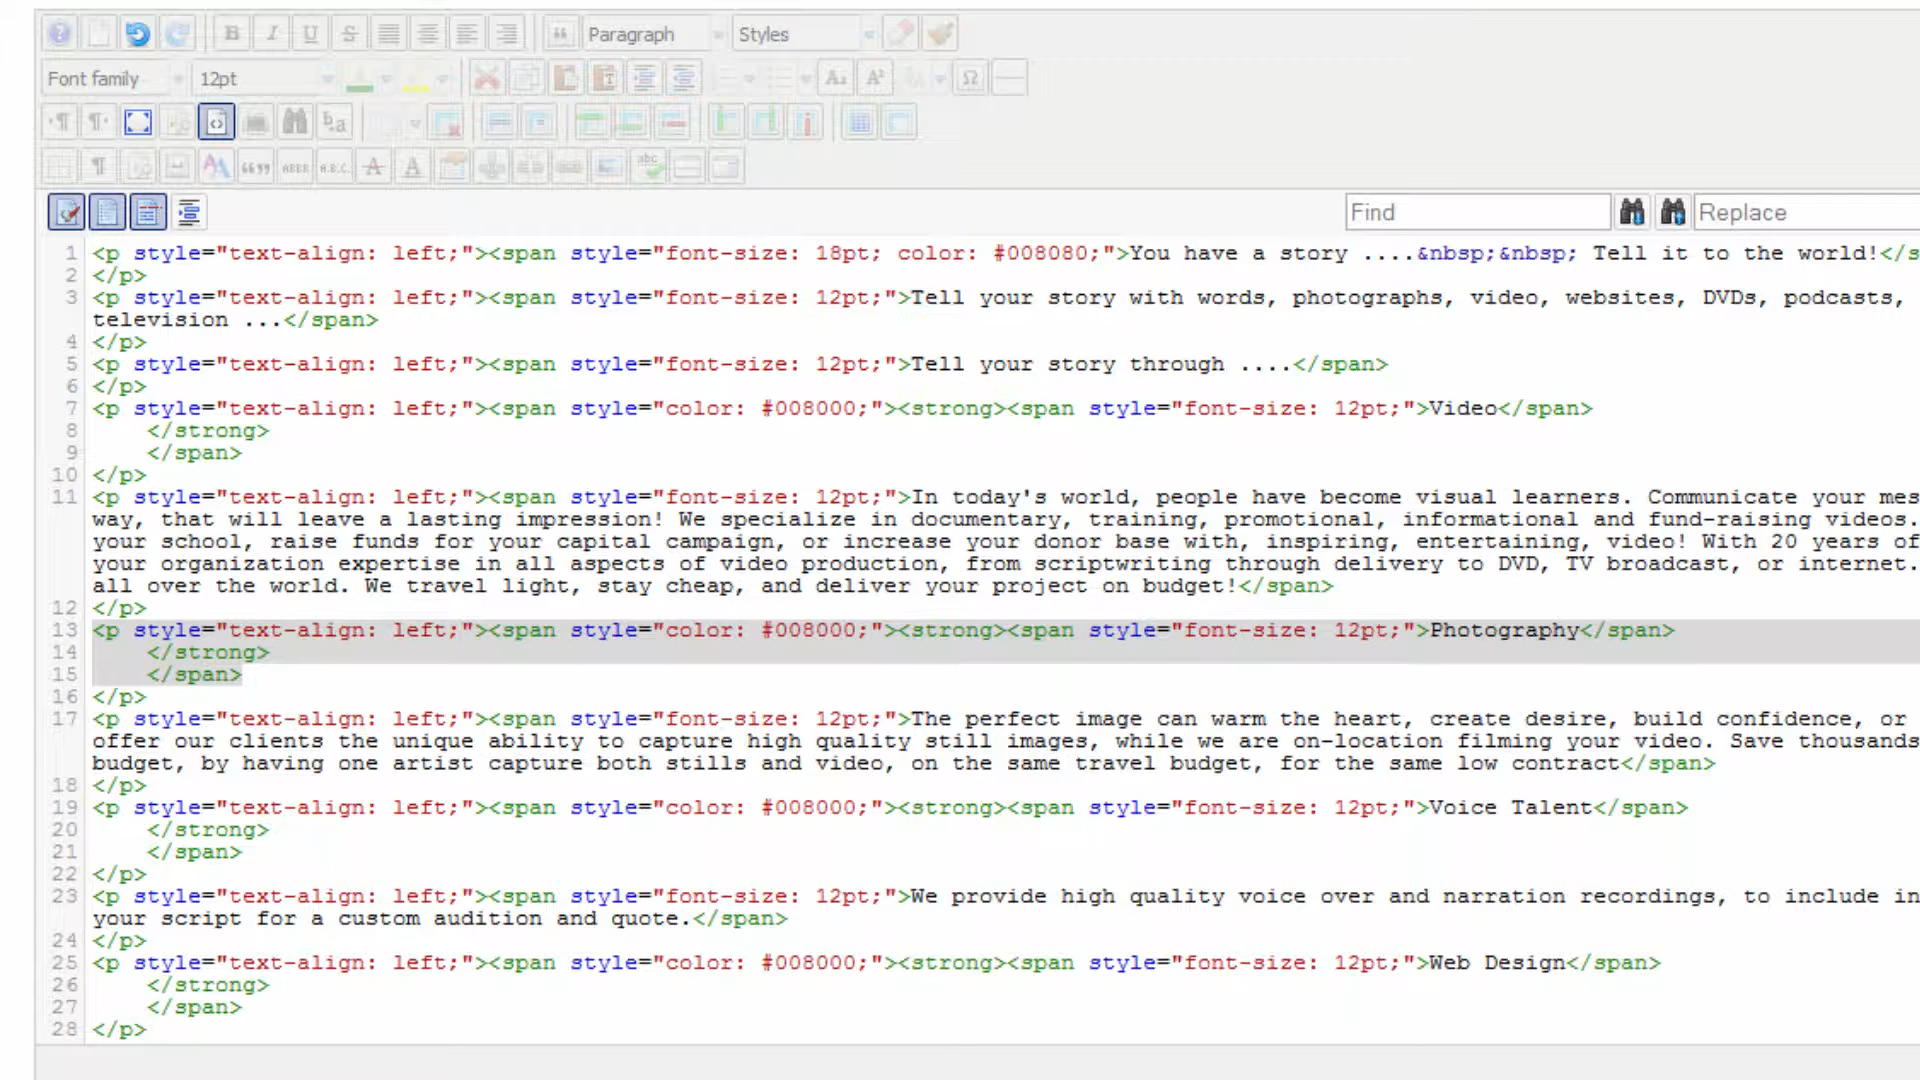 Paragraph Styles
Font family 12pt
Find Replace
1 <p style="text-align: left;"><span style="font-size: 18pt; color: #008080;">You have a story ....&nbsp;&nbsp; Tell it to the world!</s
2 </p>
3 <p style="text-align: left;"><span style="font-size: 12pt;">Tell your story with words, photographs, video, websites, DVDs, podcasts,
television ...</span>
4 </p>
5 <p style="text-align: left;"><span style="font-size: 12pt;">Tell your story through ....</span>
6 </p>
7 <p style="text-align: left;"><span style="color: #008000;"><strong><span style="font-size: 12pt;">Video</span>
8 </strong>
9 </span>
10 </p>
11 <p style="text-align: left;"><span style="font-size: 12pt;">In today's world, people have become visual learners. Communicate your mes
way, that will leave a lasting impression! We specialize in documentary, training, promotional, informational and fund-raising videos.
your school, raise funds for your capital campaign, or increase your donor base with, inspiring, entertaining, video! With 20 years of
your organization expertise in all aspects of video production, from scriptwriting through delivery to DVD, TV broadcast, or internet.
all over the world. We travel light, stay cheap, and deliver your project on budget!</span>
12 </p>
13 <p style="text-align: left;"><span style="color: #008000;"><strong><span style="font-size: 12pt;">Photography</span>
14 </strong>
15 </span>
16 </p>
17 <p style="text-align: left;"><span style="font-size: 12pt;">The perfect image can warm the heart, create desire, build confidence, or
offer our clients the unique ability to capture high quality still images, while we are on-location filming your video. Save thousands
budget, by having one artist capture both stills and video, on the same travel budget, for the same low contract</span>
18 </p>
19 <p style="text-align: left;"><span style="color: #008000;"><strong><span style="font-size: 12pt;">Voice Talent</span>
20 </strong>
21 </span>
22 </p>
23 <p style="text-align: left;"><span style="font-size: 12pt;">We provide high quality voice over and narration recordings, to include in
your script for a custom audition and quote.</span>
24 </p>
25 <p style="text-align: left;"><span style="color: #008000;"><strong><span style="font-size: 12pt;">Web Design</span>
26 </strong>
27 </span>
28 </p>